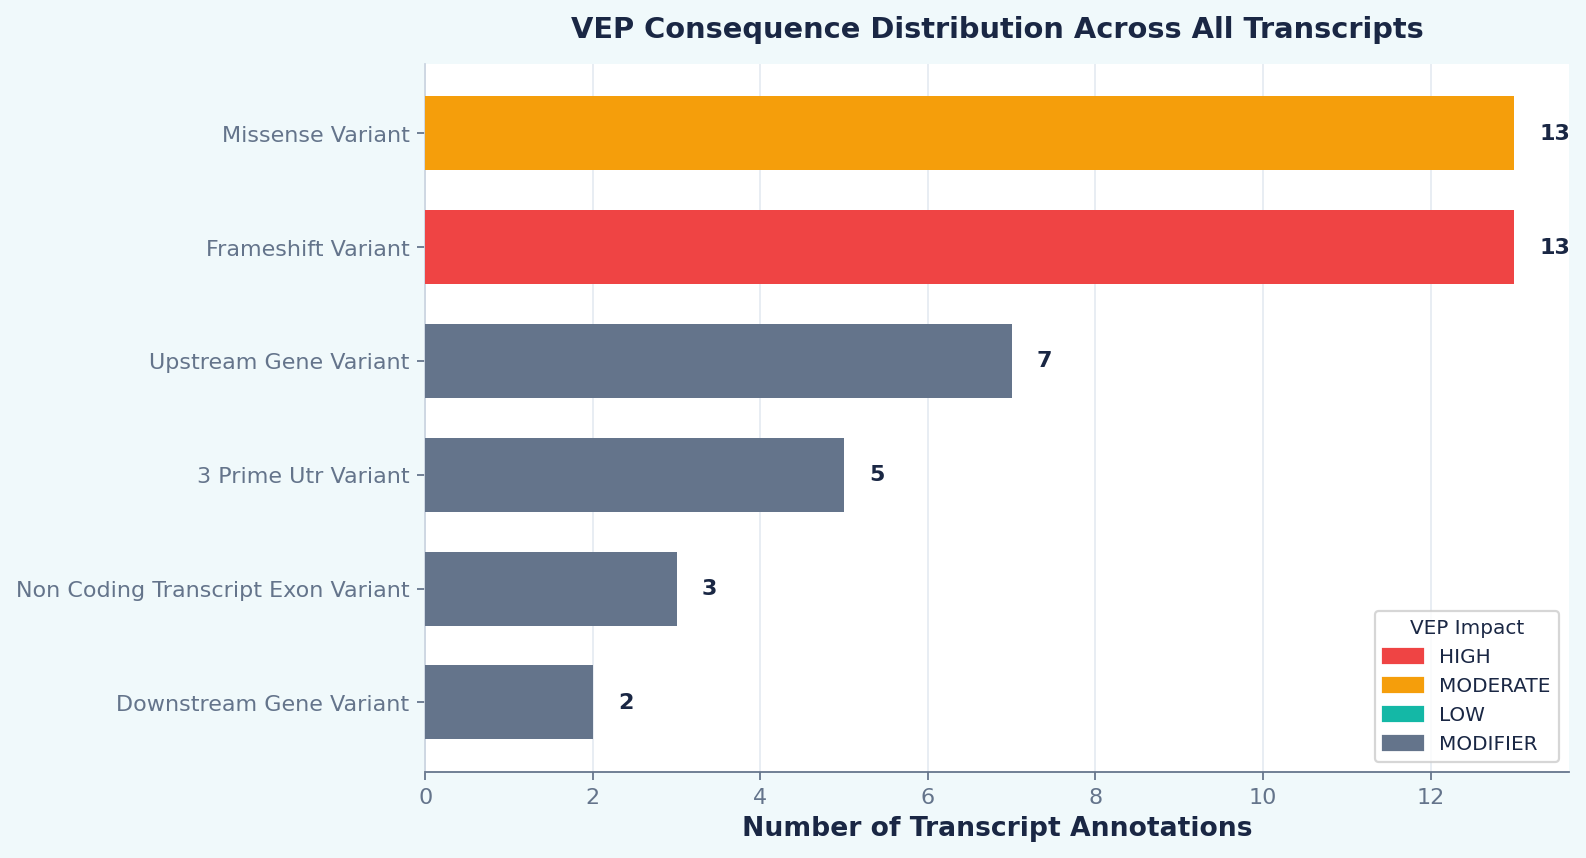 VEP Consequence Distribution Across All Transcripts
Missense Variant
13
Frameshift Variant
13
Upstream Gene Variant
7
3 Prime Utr Variant
5
Non Coding Transcript Exon Variant
3
Downstream Gene Variant
2
VEP Impact
HIGH
MODERATE
LOW
MODIFIER
0 2 4 6 8 10 12
Number of Transcript Annotations